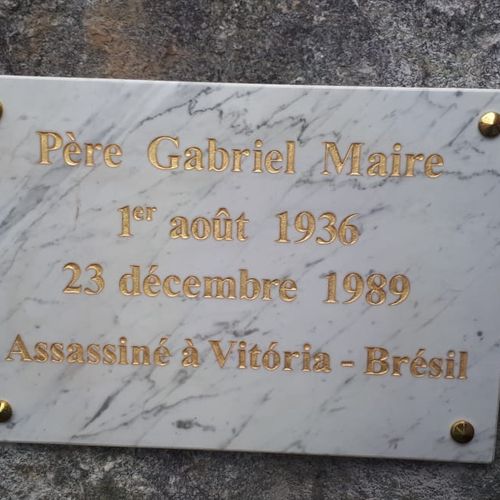 Père Gabriel Maire
1er août 1936
23 décembre 1989
Assassiné à Vitória - Brésil